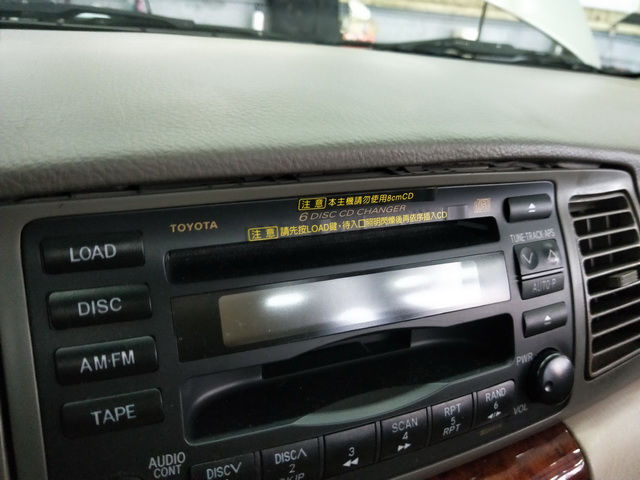 注意 本主機請勿使用8cmCD
TOYOTA
6 DISC CD CHANGER
注意 請先按LOAD鍵,待入口照明閃爍後再依序插入CD
LOAD
TUNE·TRACK·APS
DISC
AUTO·P
AM·FM
PWR
TAPE
VOL
AUDIO CONT
DISC∨
DISC∧
2
3
SCAN
4
RPT
5
RPT
RAND
6